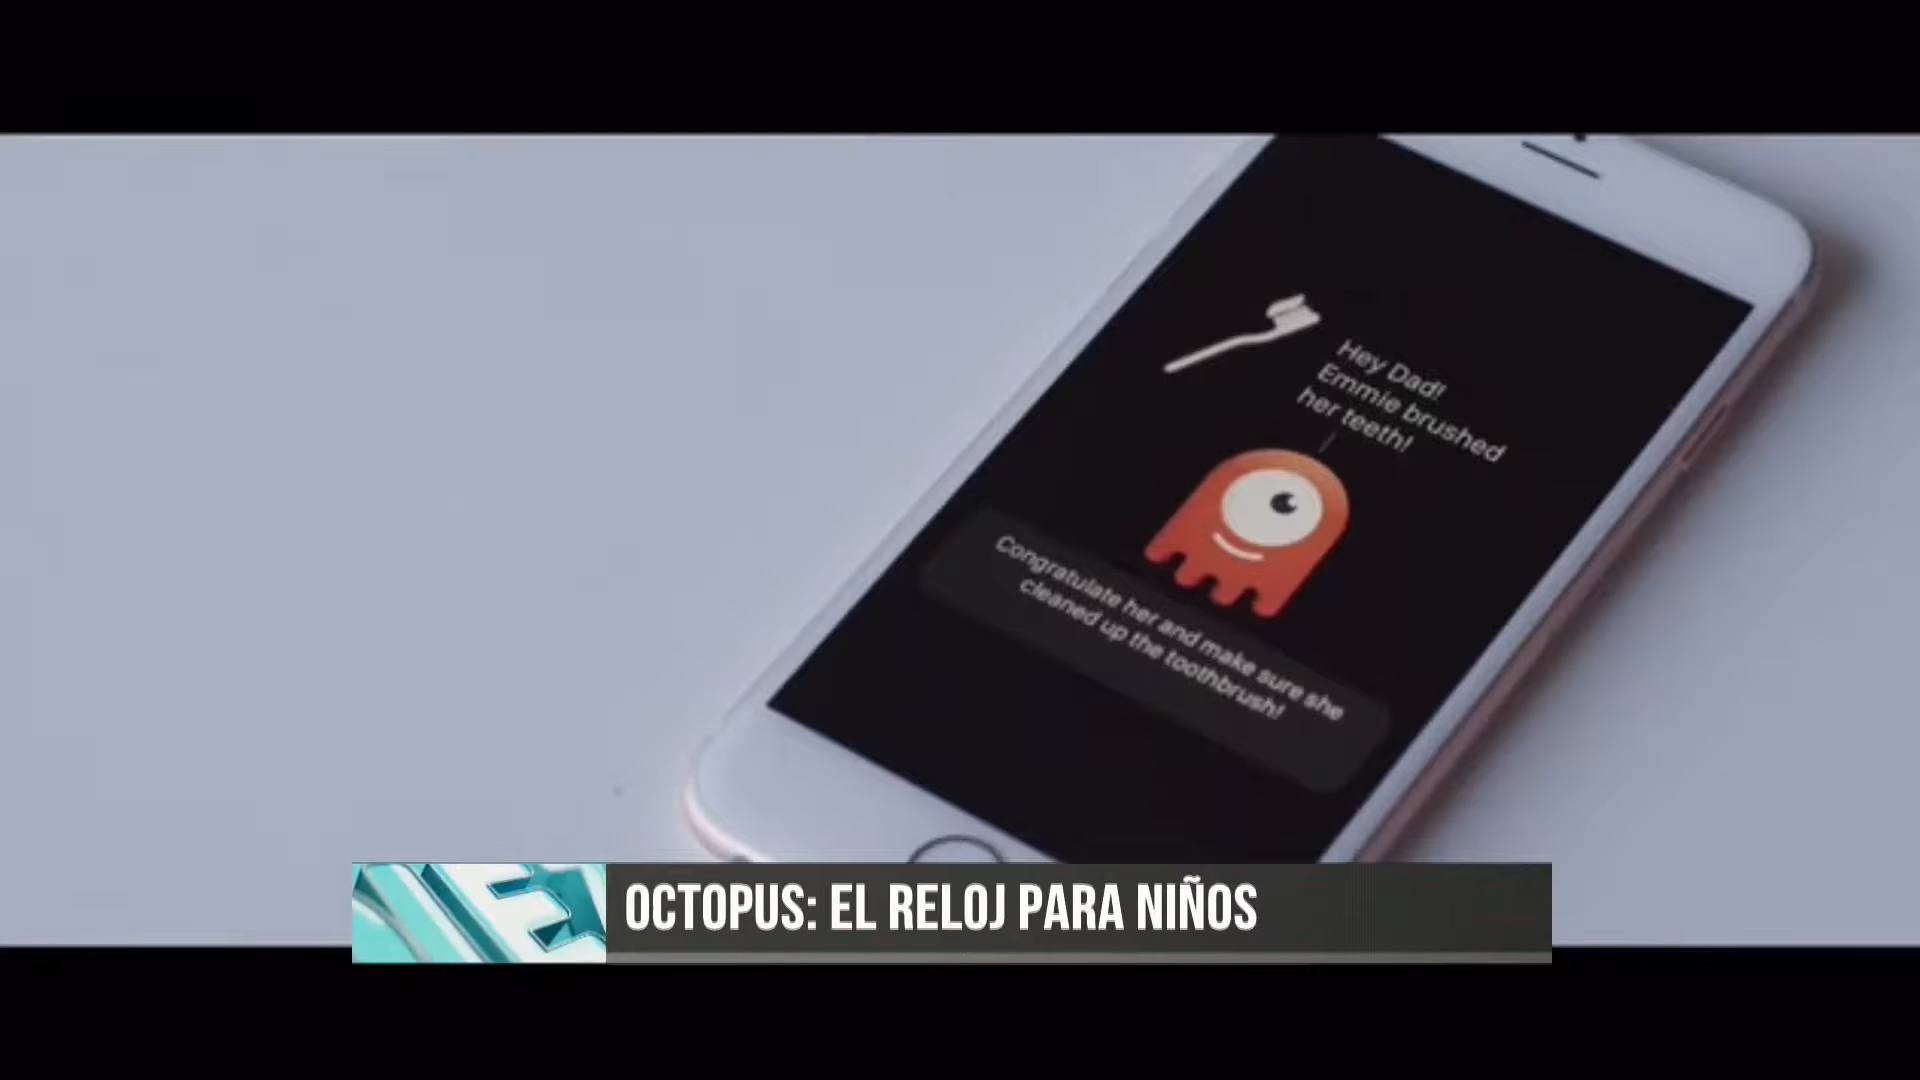 Hey Dad!
Emmie brushed
her teeth!
Congratulate her and make sure she
cleaned up the toothbrush!
OCTOPUS: EL RELOJ PARA NIÑOS